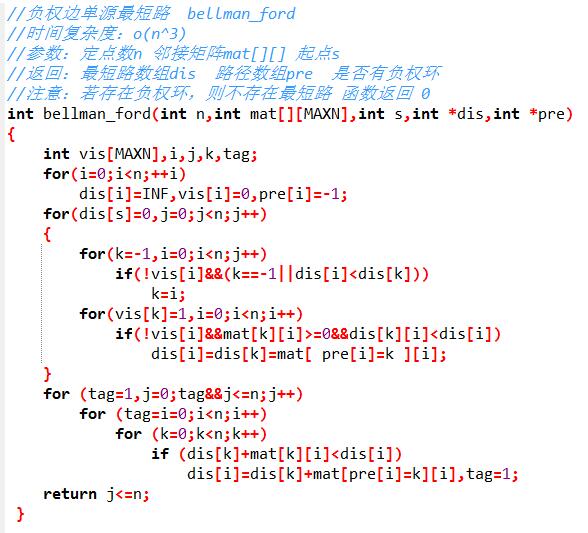 //负权边单源最短路  bellman_ford
//时间复杂度：o(n^3)
//参数：定点数n 邻接矩阵mat[][] 起点s
//返回：最短路数组dis  路径数组pre  是否有负权环
//注意：若存在负权环，则不存在最短路 函数返回 0
int bellman_ford(int n,int mat[][MAXN],int s,int *dis,int *pre)
{
    int vis[MAXN],i,j,k,tag;
    for(i=0;i<n;++i)
        dis[i]=INF,vis[i]=0,pre[i]=-1;
    for(dis[s]=0,j=0;j<n;j++)
    {
        for(k=-1,i=0;i<n;j++)
            if(!vis[i]&&(k==-1||dis[i]<dis[k]))
                k=i;
        for(vis[k]=1,i=0;i<n;i++)
            if(!vis[i]&&mat[k][i]>=0&&dis[k][i]<dis[i])
                dis[i]=dis[k]=mat[ pre[i]=k ][i];
    }
    for (tag=1,j=0;tag&&j<=n;j++)
        for (tag=i=0;i<n;i++)
            for (k=0;k<n;k++)
                if (dis[k]+mat[k][i]<dis[i])
                    dis[i]=dis[k]+mat[pre[i]=k][i],tag=1;
    return j<=n;
}